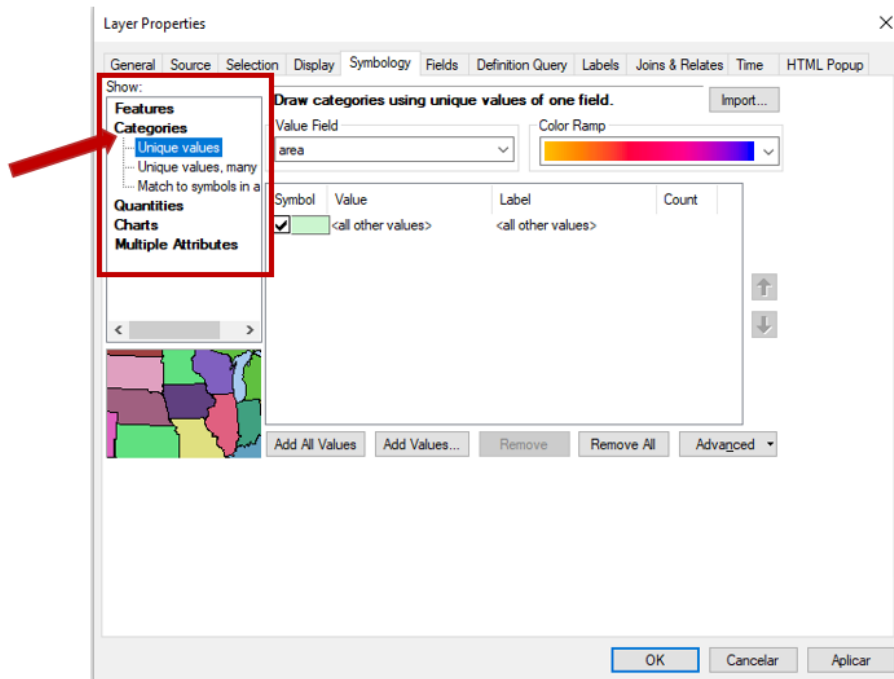 Layer Properties
General Source Selection Display Symbology Fields Definition Query Labels Joins & Relates Time HTML Popup
Show:
Features
Categories
Unique values
Unique values, many
Match to symbols in a
Quantities
Charts
Multiple Attributes
Draw categories using unique values of one field.
Import...
Value Field
area
Color Ramp
Symbol Value Label Count
<all other values> <all other values>
Add All Values Add Values... Remove Remove All Advanced
OK Cancelar Aplicar